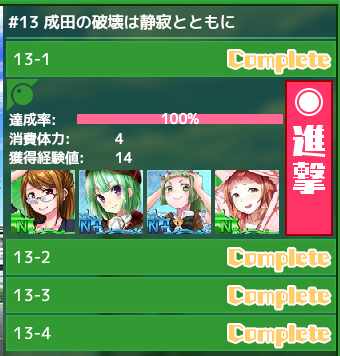 #13 成田の破壊は静寂とともに
13-1 Complete
達成率: 100%
消費体力: 4
獲得経験値: 14
進撃
N N+ N+ N
13-2 Complete
13-3 Complete
13-4 Complete